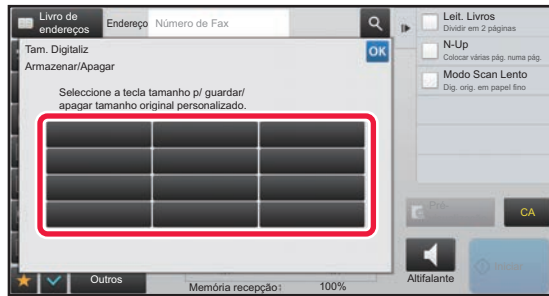 Livro de
endereços
Endereço
Número de Fax
Tam. Digitaliz
OK
Armazenar/Apagar
Seleccione a tecla tamanho p/ guardar/
apagar tamanho original personalizado.
Leit. Livros
Dividir em 2 páginas
N-Up
Colocar várias pág. numa pág.
Modo Scan Lento
Dig. orig. em papel fino
Pré-
CA
Outros
Memória recepção:
100%
Altifalante
Iniciar